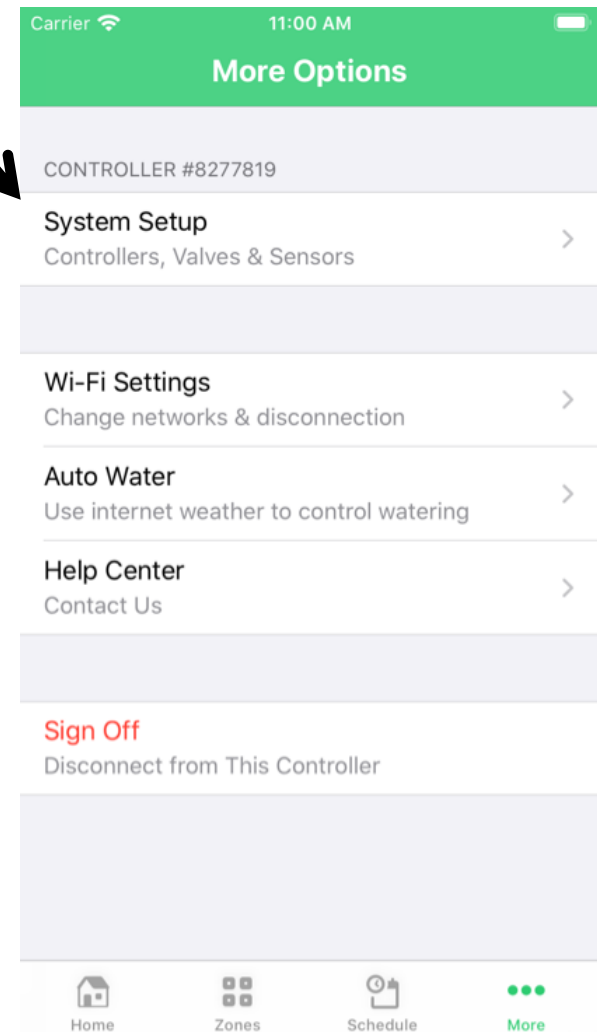 Carrier 11:00 AM
More Options
CONTROLLER #8277819
System Setup
Controllers, Valves & Sensors
Wi-Fi Settings
Change networks & disconnection
Auto Water
Use internet weather to control watering
Help Center
Contact Us
Sign Off
Disconnect from This Controller
Home Zones Schedule More